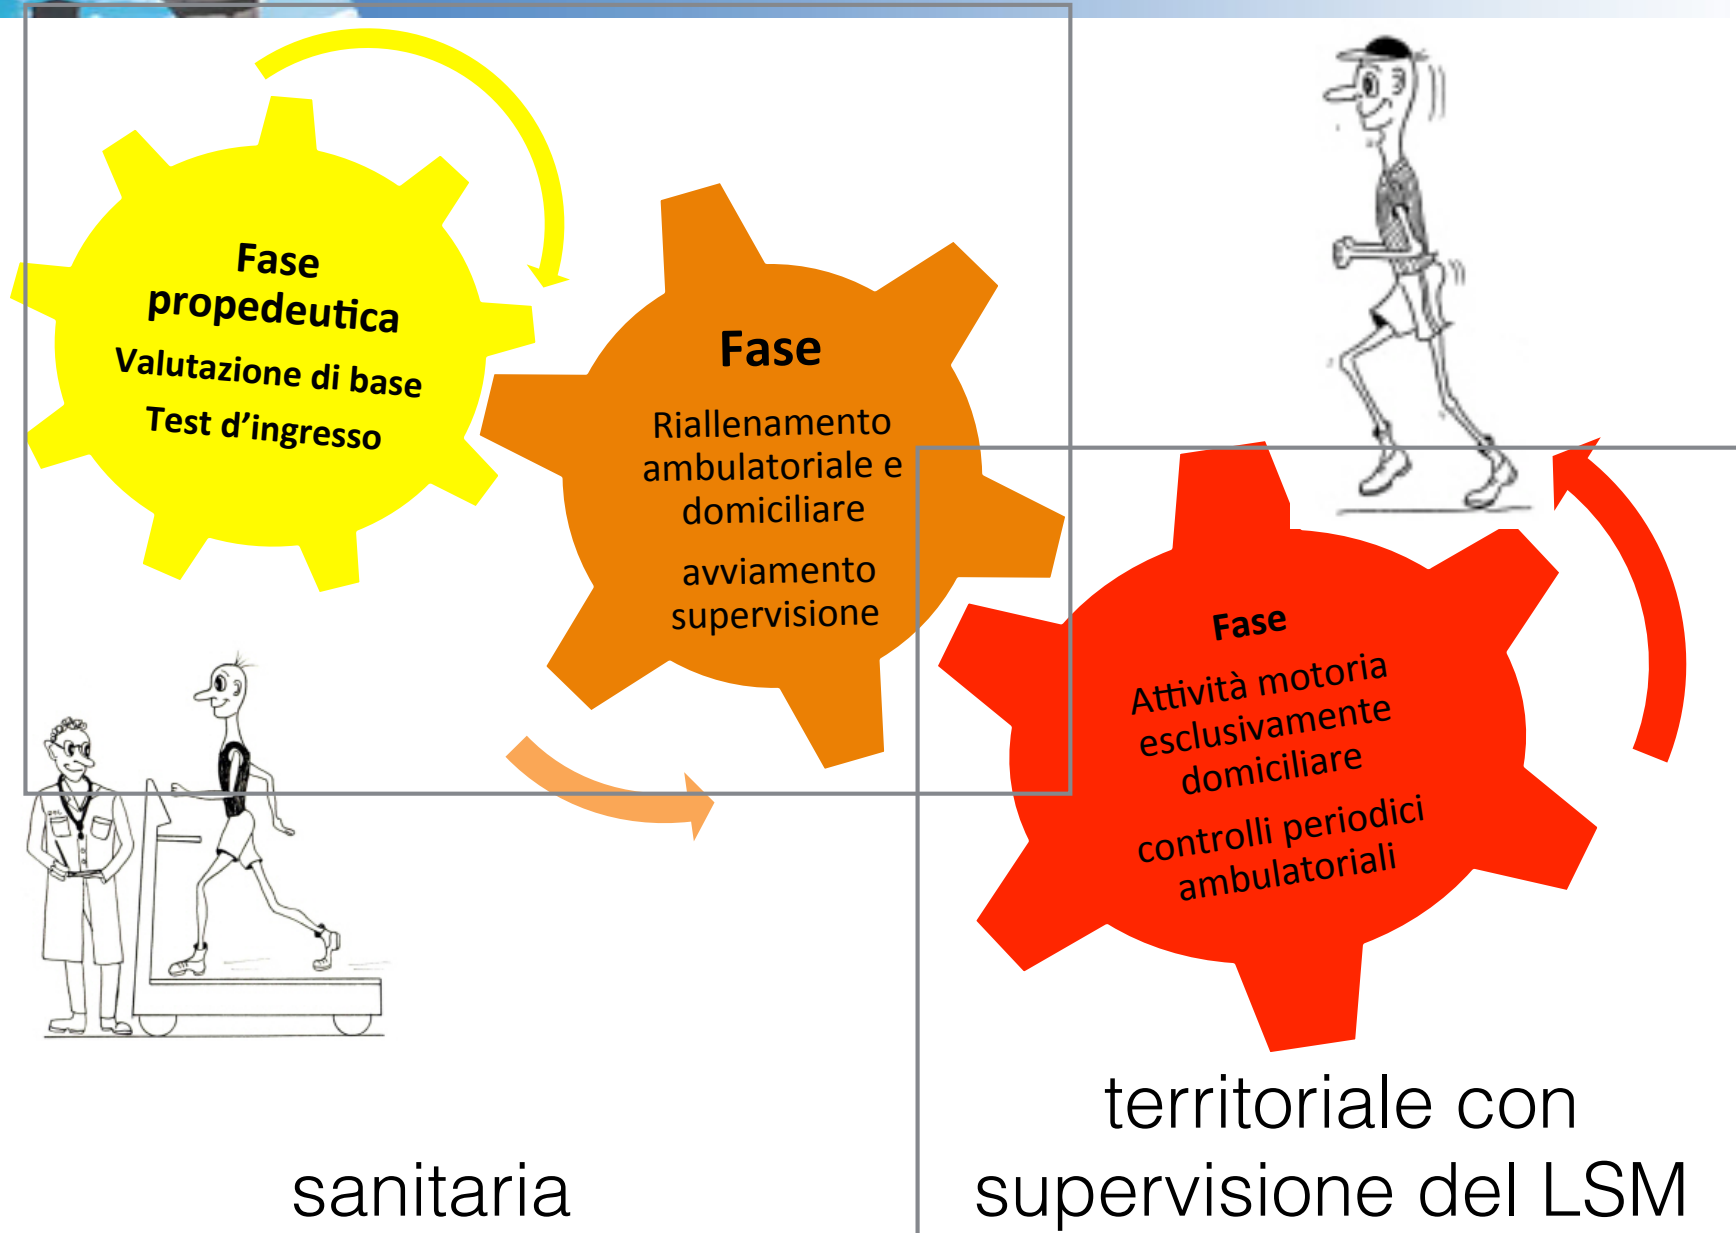 Fase
propedeutica
Valutazione di base
Test d’ingresso
Fase
Riallenamento
ambulatoriale e
domiciliare
avviamento
supervisione
Fase
Attività motoria
esclusivamente
domiciliare
controlli periodici
ambulatoriali
sanitaria
territoriale con
supervisione del LSM